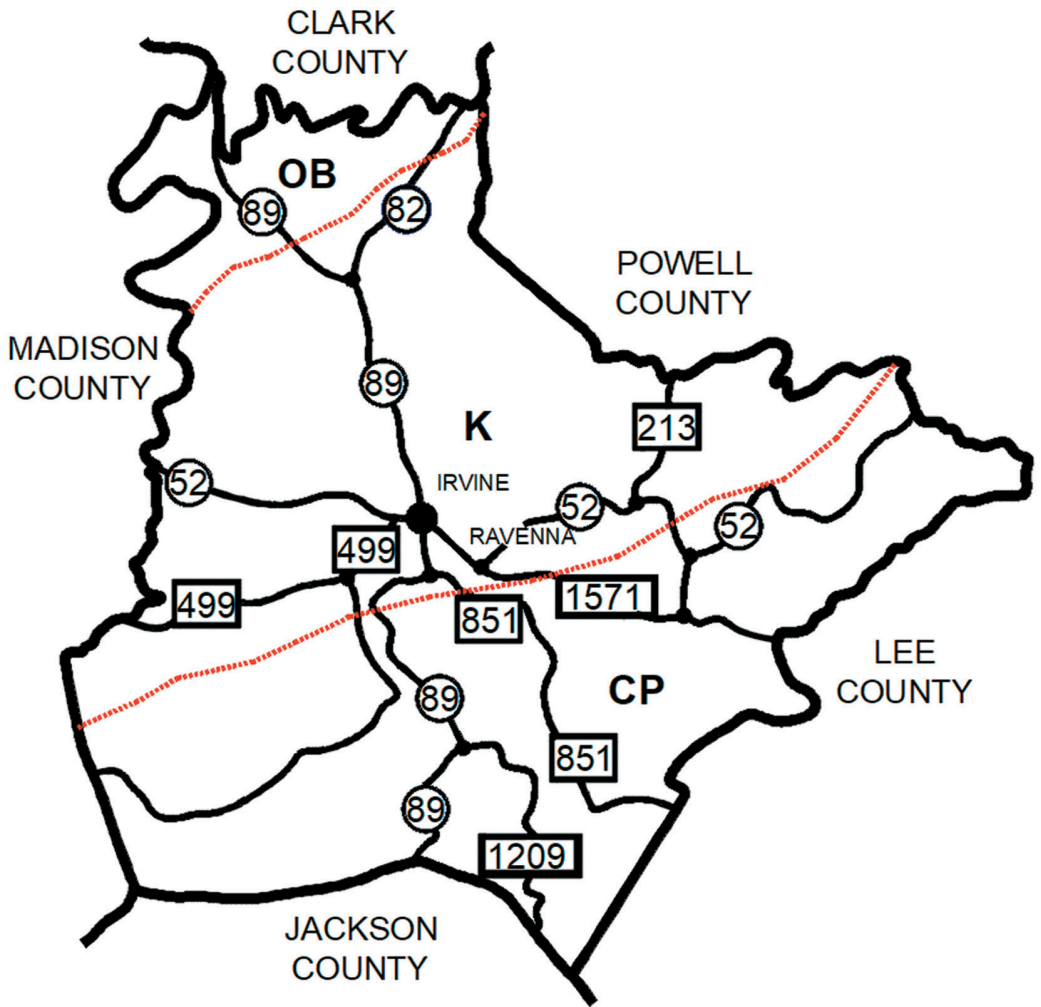 CLARK
COUNTY
OB
89
82
POWELL
COUNTY
MADISON
COUNTY
89
K
213
IRVINE
52
52
RAVENNA
52
499
499
1571
851
LEE
COUNTY
CP
89
851
89
1209
JACKSON
COUNTY